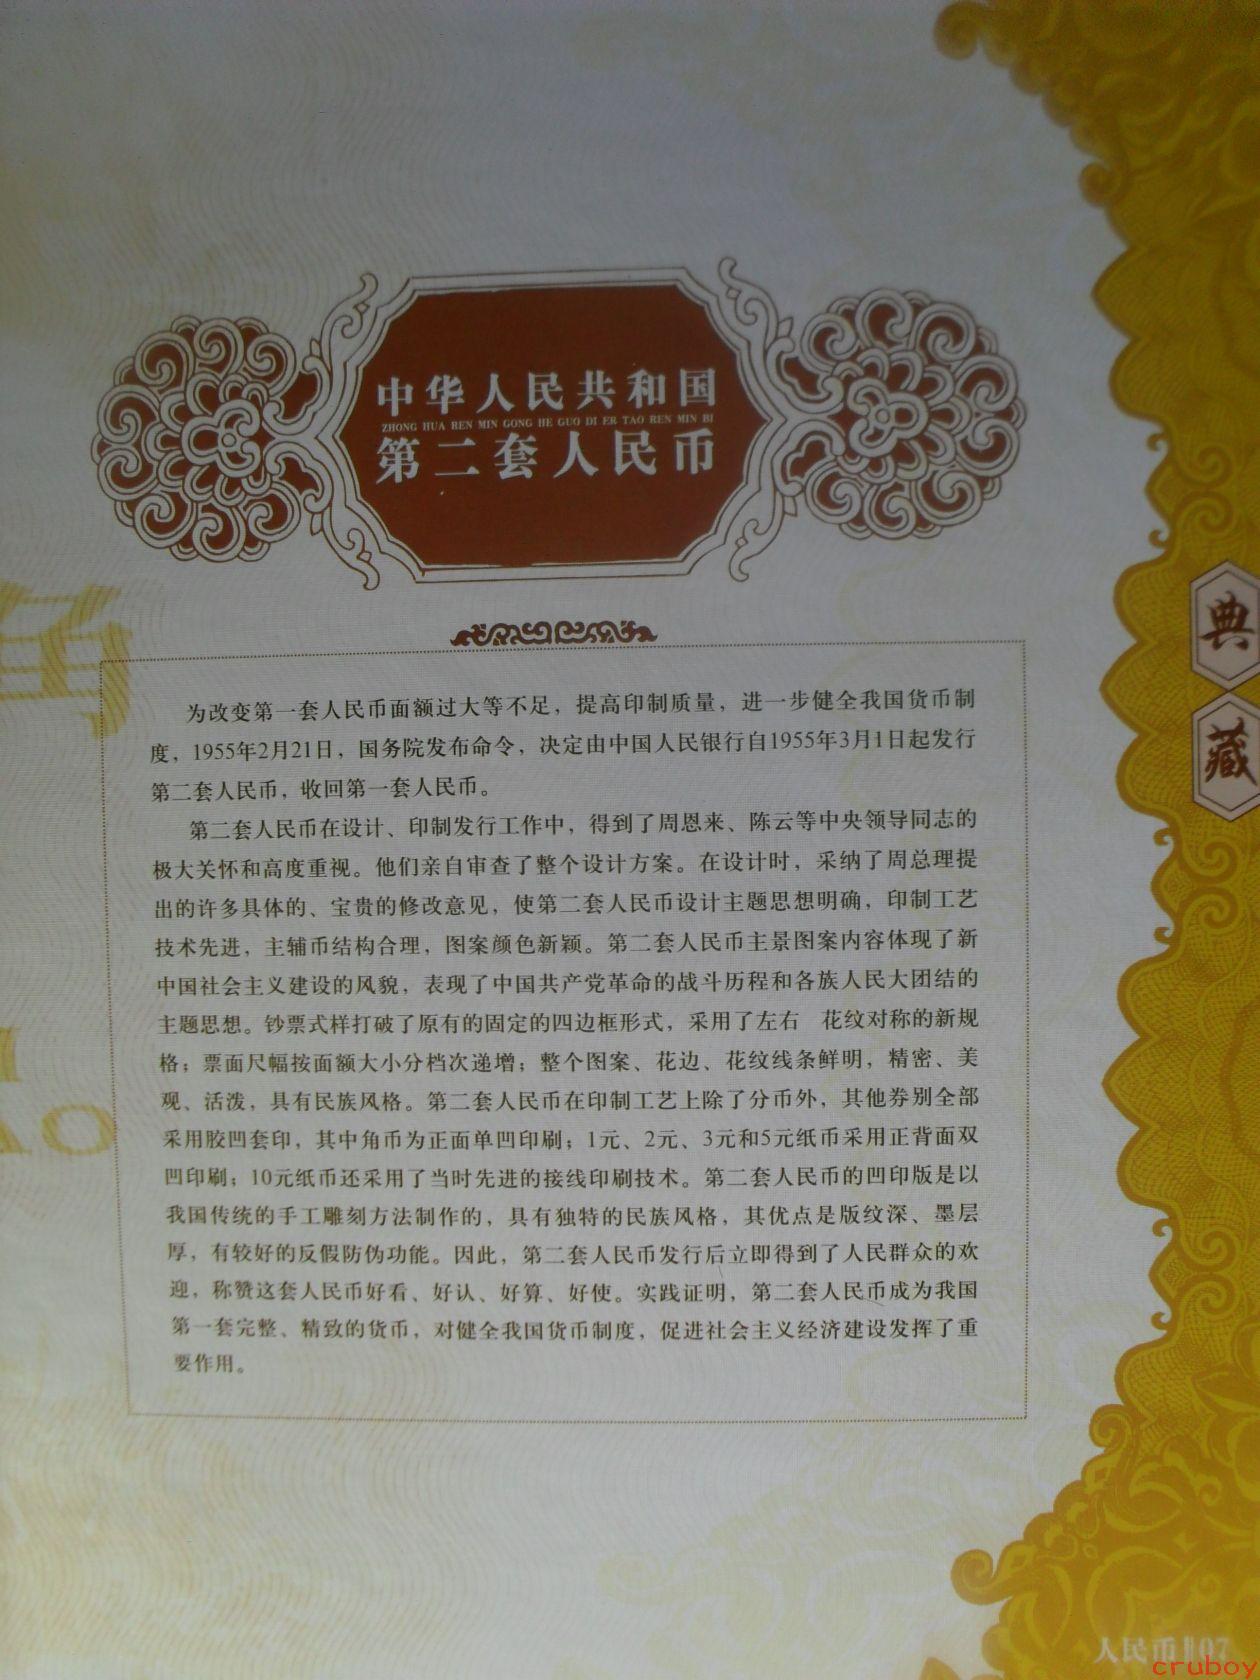 中华人民共和国
ZHONG HUA REN MIN GONG HE GUO DI ER TAO REN MIN BI
第二套人民币
为改变第一套人民币面额过大等不足，提高印制质量，进一步健全我国货币制
度，1955年2月21日，国务院发布命令，决定由中国人民银行自1955年3月1日起发行
第二套人民币，收回第一套人民币。
第二套人民币在设计、印制发行工作中，得到了周恩来、陈云等中央领导同志的
极大关怀和高度重视。他们亲自审查了整个设计方案。在设计时，采纳了周总理提
出的许多具体的、宝贵的修改意见，使第二套人民币设计主题思想明确，印制工艺
技术先进，主辅币结构合理，图案颜色新颖。第二套人民币主景图案内容体现了新
中国社会主义建设的风貌，表现了中国共产党革命的战斗历程和各族人民大团结的
主题思想。钞票式样打破了原有的固定的四边框形式，采用了左右　花纹对称的新规
格；票面尺幅按面额大小分档次递增；整个图案、花边、花纹线条鲜明，精密、美
观、活泼，具有民族风格。第二套人民币在印制工艺上除了分币外，其他券别全部
采用胶凹套印，其中角币为正面单凹印刷；1元、2元、3元和5元纸币采用正背面双
凹印刷；10元纸币还采用了当时先进的接线印刷技术。第二套人民币的凹印版是以
我国传统的手工雕刻方法制作的，具有独特的民族风格，其优点是版纹深、墨层
厚，有较好的反假防伪功能。因此，第二套人民币发行后立即得到了人民群众的欢
迎，称赞这套人民币好看、好认、好算、好使。实践证明，第二套人民币成为我国
第一套完整、精致的货币，对健全我国货币制度，促进社会主义经济建设发挥了重
要作用。
典
藏
人民币 07
cruboy